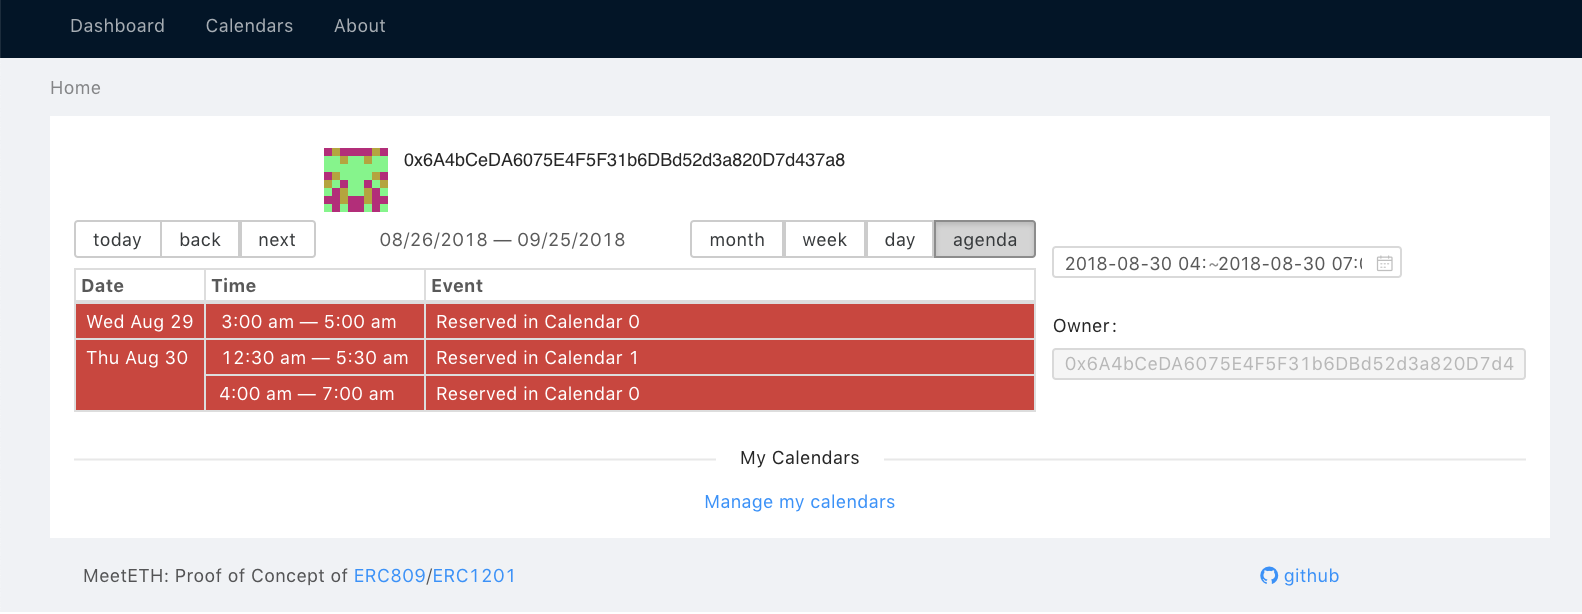 Dashboard Calendars About
Home
0x6A4bCeDA6075E4F5F31b6DBd52d3a820D7d437a8
today back next 08/26/2018 — 09/25/2018 month week day agenda
2018-08-30 04:~2018-08-30 07:
Date Time Event
Wed Aug 29 3:00 am — 5:00 am Reserved in Calendar 0
Owner:
Thu Aug 30 12:30 am — 5:30 am Reserved in Calendar 1
0x6A4bCeDA6075E4F5F31b6DBd52d3a820D7d4
4:00 am — 7:00 am Reserved in Calendar 0
My Calendars
Manage my calendars
MeetETH: Proof of Concept of ERC809/ERC1201 github